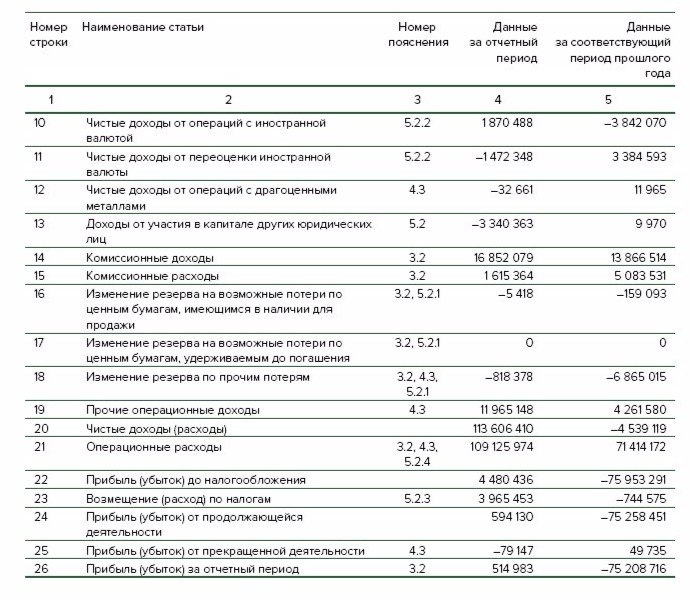 Номер строки Наименование статьи Номер пояснения Данные за отчетный период Данные за соответствующий период прошлого года
1 2 3 4 5
10 Чистые доходы от операций с иностранной валютой 5.2.2 1 870 488 –3 842 070
11 Чистые доходы от переоценки иностранной валюты 5.2.2 –1 472 348 3 384 593
12 Чистые доходы от операций с драгоценными металлами 4.3 –32 661 11 965
13 Доходы от участия в капитале других юридических лиц 5.2 –3 340 363 9 970
14 Комиссионные доходы 3.2 16 852 079 13 866 514
15 Комиссионные расходы 3.2 1 615 364 5 083 531
16 Изменение резерва на возможные потери по ценным бумагам, имеющимся в наличии для продажи 3.2, 5.2.1 –5 418 –159 093
17 Изменение резерва на возможные потери по ценным бумагам, удерживаемым до погашения 3.2, 5.2.1 0 0
18 Изменение резерва по прочим потерям 3.2, 4.3, 5.2.1 –818 378 –6 865 015
19 Прочие операционные доходы 4.3 11 965 148 4 261 580
20 Чистые доходы (расходы) 113 606 410 –4 539 119
21 Операционные расходы 3.2, 4.3, 5.2.4 109 125 974 71 414 172
22 Прибыль (убыток) до налогообложения 4 480 436 –75 953 291
23 Возмещение (расход) по налогам 5.2.3 3 965 453 –744 575
24 Прибыль (убыток) от продолжающейся деятельности 594 130 –75 258 451
25 Прибыль (убыток) от прекращенной деятельности 4.3 –79 147 49 735
26 Прибыль (убыток) за отчетный период 3.2 514 983 –75 208 716